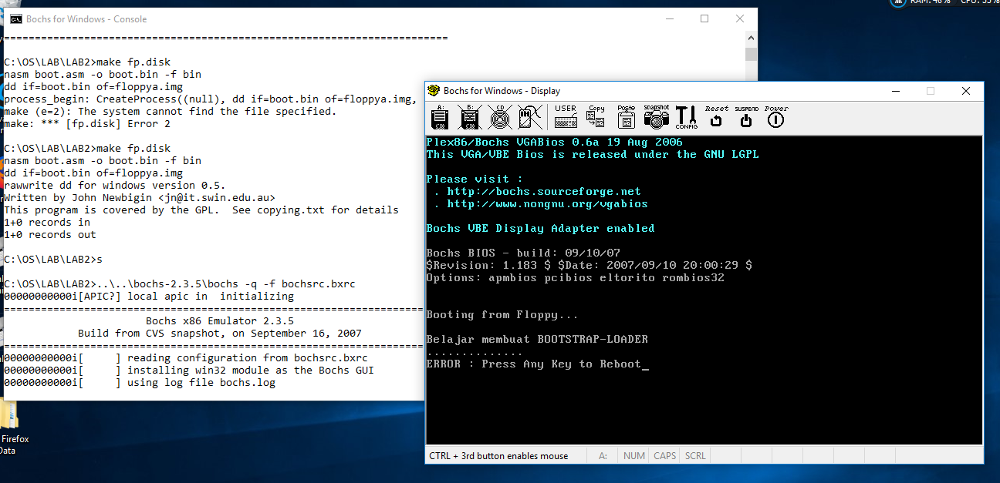 RAM: 48% CPU: 55%
Bochs for Windows - Console
================================================================================
C:\OS\LAB\LAB2>make fp.disk
nasm boot.asm -o boot.bin -f bin
dd if=boot.bin of=floppya.img
process_begin: CreateProcess((null), dd if=boot.bin of=floppya.img,
make (e=2): The system cannot find the file specified.
make: *** [fp.disk] Error 2
C:\OS\LAB\LAB2>make fp.disk
nasm boot.asm -o boot.bin -f bin
dd if=boot.bin of=floppya.img
rawwrite dd for windows version 0.5.
Written by John Newbigin <jn@it.swin.edu.au>
This program is covered by the GPL.  See copying.txt for details
1+0 records in
1+0 records out
C:\OS\LAB\LAB2>s
C:\OS\LAB\LAB2>..\..\bochs-2.3.5\bochs -q -f bochsrc.bxrc
00000000000i[APIC?] local apic in  initializing
========================================================================
Bochs x86 Emulator 2.3.5
Build from CVS snapshot, on September 16, 2007
========================================================================
00000000000i[     ] reading configuration from bochsrc.bxrc
00000000000i[     ] installing win32 module as the Bochs GUI
00000000000i[     ] using log file bochs.log
Firefox
Data
Bochs for Windows - Display
A: B: CD USER Copy Paste snapshot CONFIG Reset SUSPEND Power
Plex86/Bochs VGABios 0.6a 19 Aug 2006
This VGA/VBE Bios is released under the GNU LGPL
Please visit :
. http://bochs.sourceforge.net
. http://www.nongnu.org/vgabios
Bochs VBE Display Adapter enabled
Bochs BIOS - build: 09/10/07
$Revision: 1.183 $ $Date: 2007/09/10 20:00:29 $
Options: apmbios pcibios eltorito rombios32
Booting from Floppy...
Belajar membuat BOOTSTRAP-LOADER
..............
ERROR : Press Any Key to Reboot_
CTRL + 3rd button enables mouse A: NUM CAPS SCRL